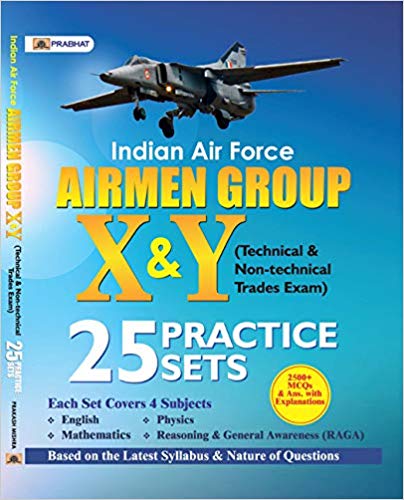 PRABHAT
Indian Air Force
AIRMEN GROUP
X & Y
(Technical &
Non-technical
Trades Exam)
25 PRACTICE
SETS
2500+
MCQs
& Ans. with
Explanations
Each Set Covers 4 Subjects
❖ English ❖ Physics
❖ Mathematics ❖ Reasoning & General Awareness (RAGA)
Based on the Latest Syllabus & Nature of Questions
Indian Air Force
AIRMEN GROUP
X&Y
(Technical &
Non-technical
Trades Exam)
25 PRACTICE
SETS
PRAKASH MISHRA